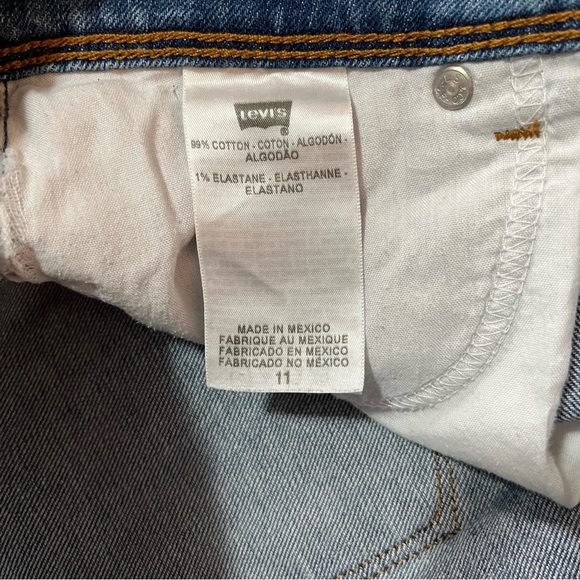 Levi's
®
99% COTTON - COTON - ALGODÓN -
ALGODÃO
1% ELASTANE - ELASTHANNE -
ELASTANO
MADE IN MEXICO
FABRIQUE AU MEXIQUE
FABRICADO EN MÉXICO
FABRICADO NO MÉXICO
11